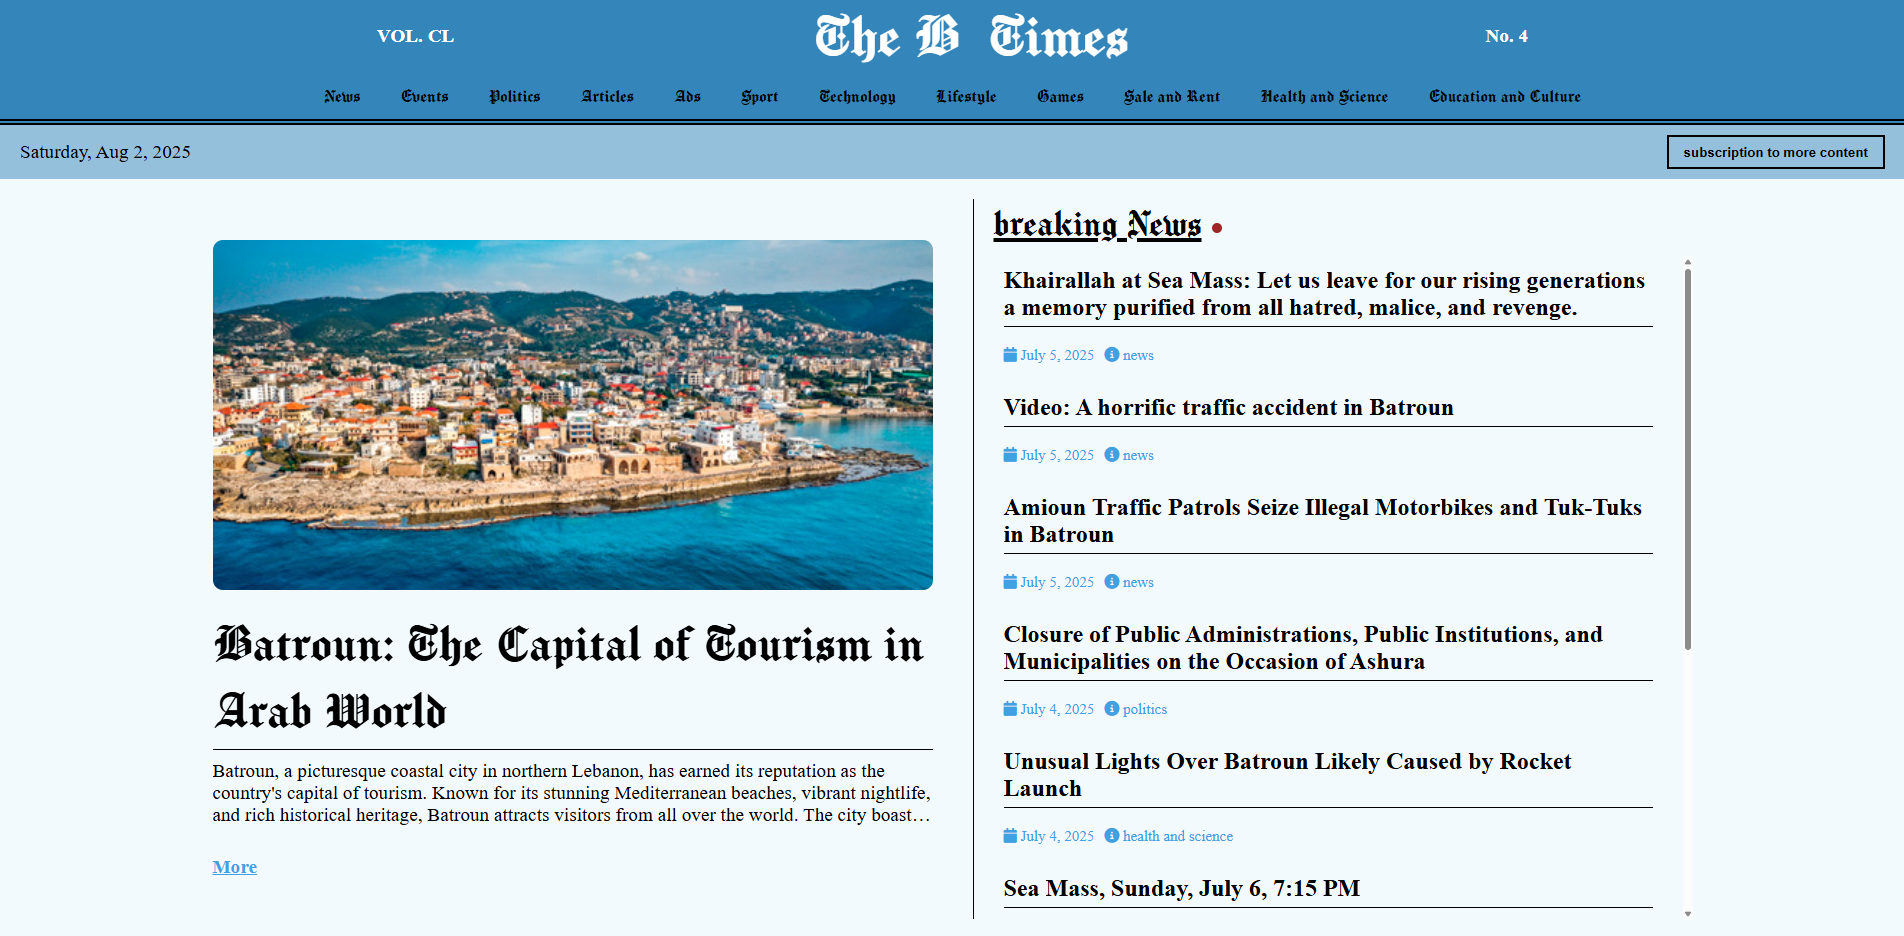 VOL. CL
The B Times
No. 4
News Events Politics Articles Ads Sport Technology Lifestyle Games Sale and Rent Health and Science Education and Culture
Saturday, Aug 2, 2025
subscription to more content
Batroun: The Capital of Tourism in
Arab World
Batroun, a picturesque coastal city in northern Lebanon, has earned its reputation as the
country's capital of tourism. Known for its stunning Mediterranean beaches, vibrant nightlife,
and rich historical heritage, Batroun attracts visitors from all over the world. The city boast…
More
breaking News
Khairallah at Sea Mass: Let us leave for our rising generations
a memory purified from all hatred, malice, and revenge.
July 5, 2025 news
Video: A horrific traffic accident in Batroun
July 5, 2025 news
Amioun Traffic Patrols Seize Illegal Motorbikes and Tuk-Tuks
in Batroun
July 5, 2025 news
Closure of Public Administrations, Public Institutions, and
Municipalities on the Occasion of Ashura
July 4, 2025 politics
Unusual Lights Over Batroun Likely Caused by Rocket
Launch
July 4, 2025 health and science
Sea Mass, Sunday, July 6, 7:15 PM